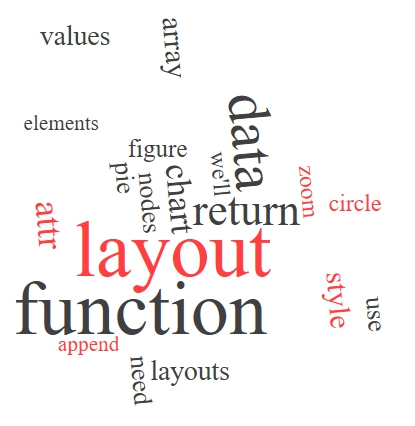 values
array
elements
data
figure
we'll
pie
nodes
chart
zoom
circle
return
attr
layout
function
style
use
append
need
layouts